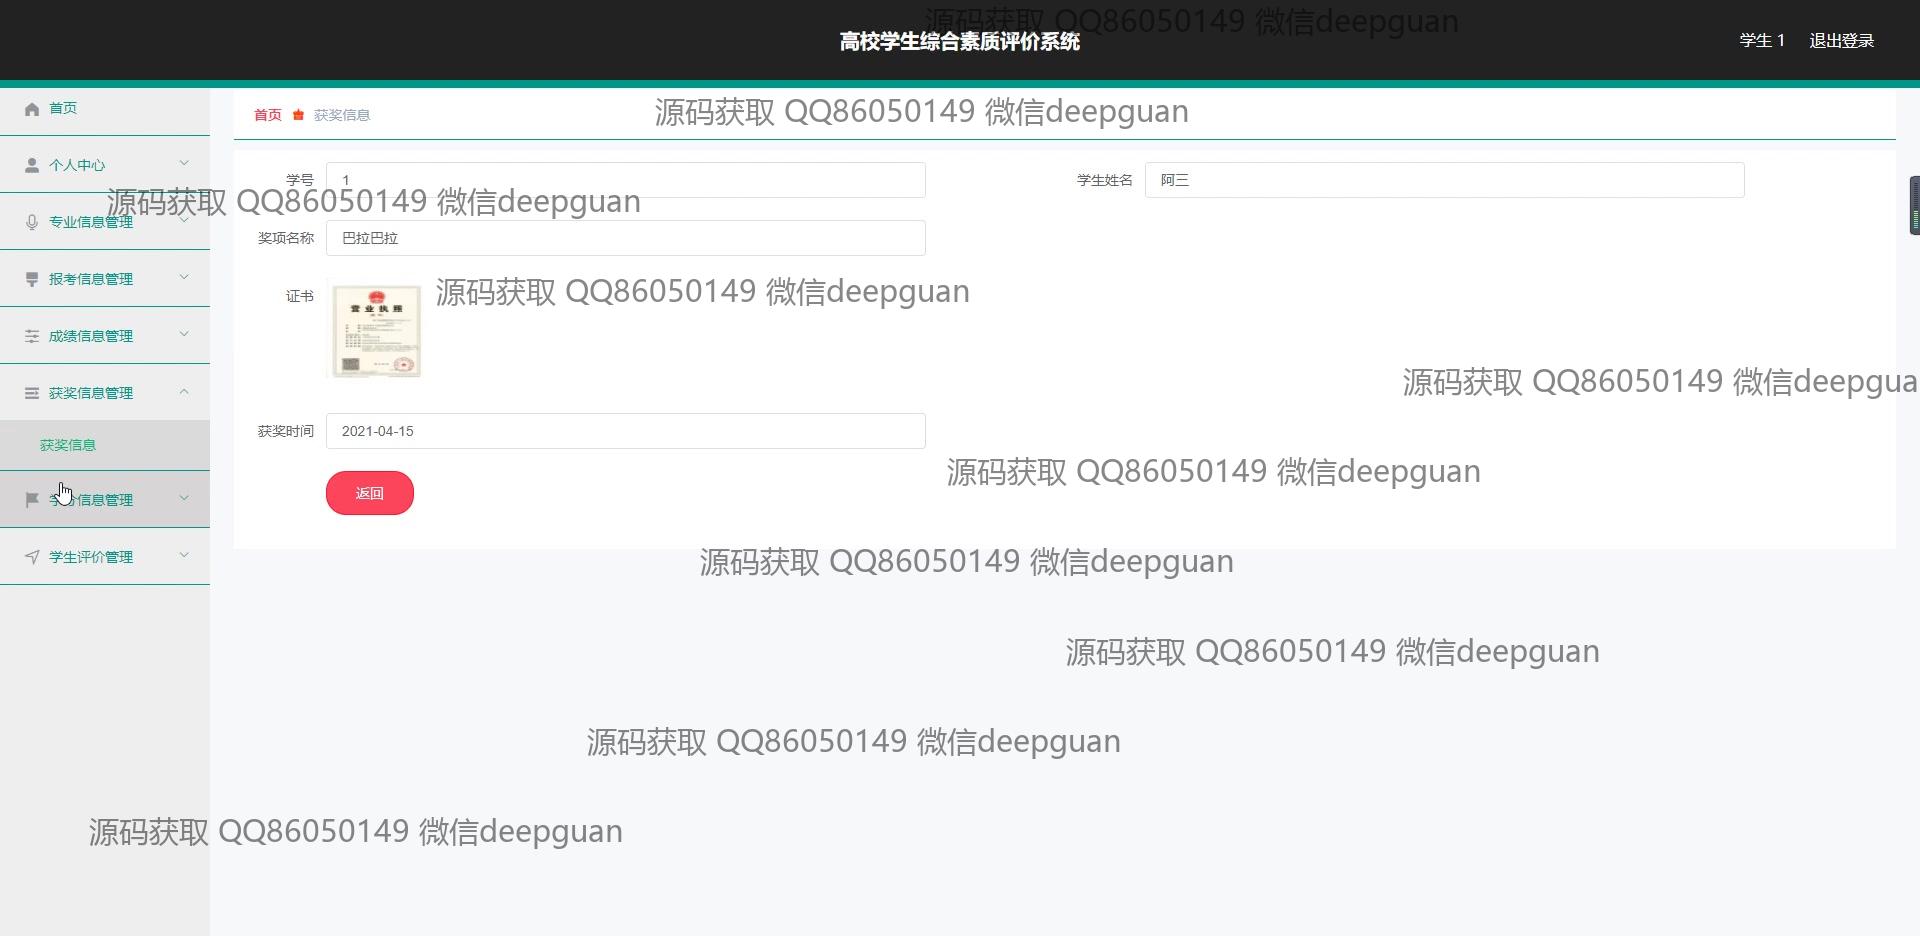 源码获取 QQ86050149 微信deepguan
高校学生综合素质评价系统
学生 1
退出登录
首页
首页 获奖信息
源码获取 QQ86050149 微信deepguan
个人中心
学号
1
学生姓名
阿三
源码获取 QQ86050149 微信deepguan
专业信息管理
奖项名称
巴拉巴拉
报考信息管理
证书
营业执照
源码获取 QQ86050149 微信deepguan
成绩信息管理
源码获取 QQ86050149 微信deepgua
获奖信息管理
获奖时间
2021-04-15
获奖信息
源码获取 QQ86050149 微信deepguan
信息管理
返回
学生评价管理
源码获取 QQ86050149 微信deepguan
源码获取 QQ86050149 微信deepguan
源码获取 QQ86050149 微信deepguan
源码获取 QQ86050149 微信deepguan